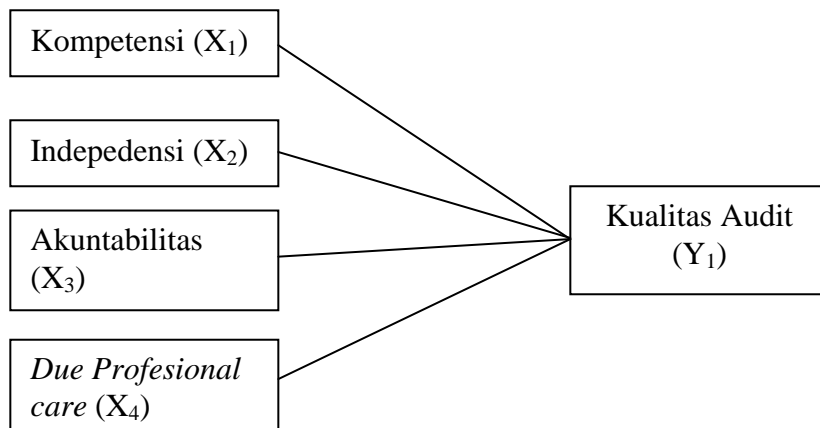 Kompetensi (X₁)
Indepedensi (X₂)
Akuntabilitas
(X₃)
Due Profesional
care (X₄)
Kualitas Audit
(Y₁)